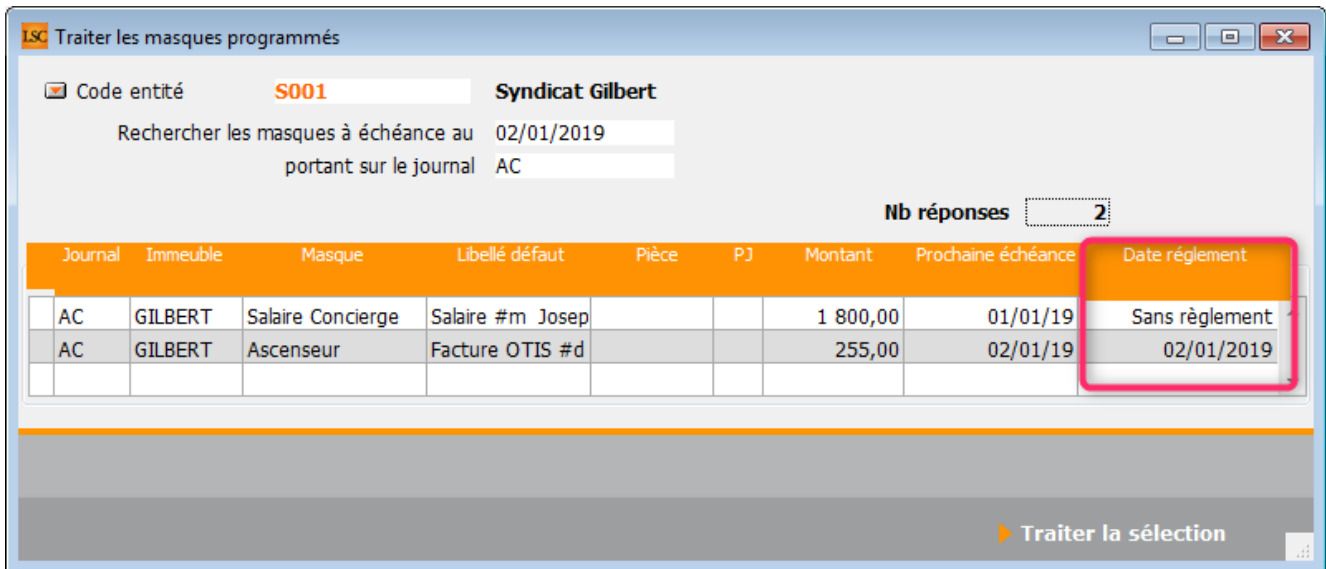 LSC Traiter les masques programmés
Code entité S001 Syndicat Gilbert
Rechercher les masques à échéance au 02/01/2019
portant sur le journal AC
Nb réponses 2
Journal Immeuble Masque Libellé défaut Pièce PJ Montant Prochaine échéance Date réglement
AC GILBERT Salaire Concierge Salaire #m Josep 1 800,00 01/01/19 Sans règlement
AC GILBERT Ascenseur Facture OTIS #d 255,00 02/01/19 02/01/2019
Traiter la sélection